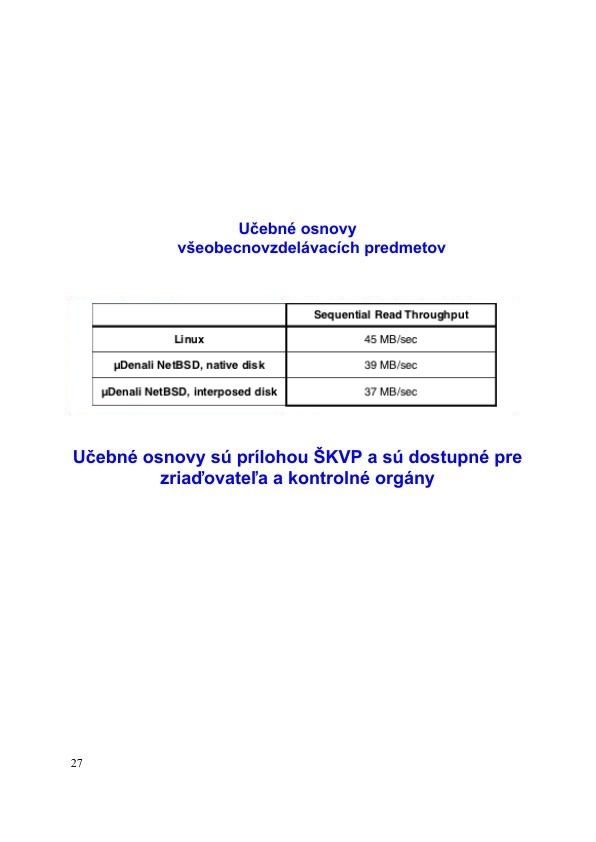 Učebné osnovy
všeobecnovzdelávacích predmetov
Sequential Read Throughput
Linux 45 MB/sec
µDenali NetBSD, native disk 39 MB/sec
µDenali NetBSD, interposed disk 37 MB/sec
Učebné osnovy sú prílohou ŠKVP a sú dostupné pre
zriaďovateľa a kontrolné orgány
27